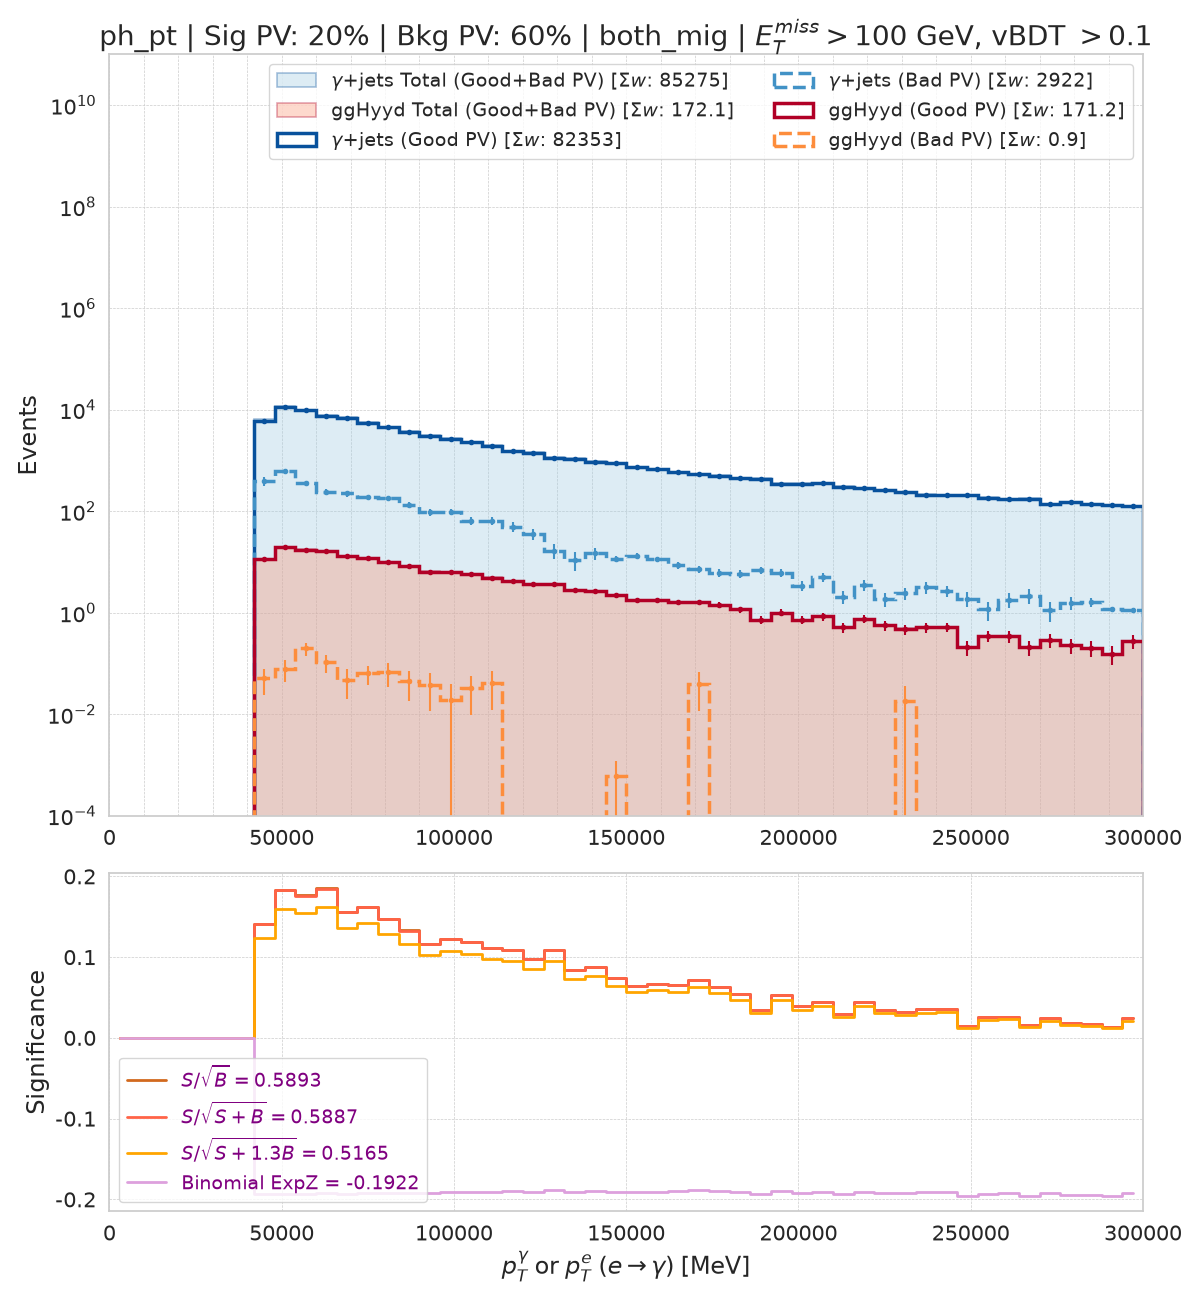 ph_pt | Sig PV: 20% | Bkg PV: 60% | both_mig | $E_T^{miss}$ > 100 GeV, vBDT > 0.1
γ+jets Total (Good+Bad PV) [Σw: 85275]
ggHyyd Total (Good+Bad PV) [Σw: 172.1]
γ+jets (Good PV) [Σw: 82353]
γ+jets (Bad PV) [Σw: 2922]
ggHyyd (Good PV) [Σw: 171.2]
ggHyyd (Bad PV) [Σw: 0.9]
Events
10^{10}
10^8
10^6
10^4
10^2
10^0
10^{-2}
10^{-4}
0 50000 100000 150000 200000 250000 300000
Significance
0.2
0.1
0.0
-0.1
-0.2
$S/\sqrt{B}$ = 0.5893
$S/\sqrt{S + B}$ = 0.5887
$S/\sqrt{S + 1.3B}$ = 0.5165
Binomial ExpZ = -0.1922
0 50000 100000 150000 200000 250000 300000
$p_T^γ$ or $p_T^e$ (e → γ) [MeV]